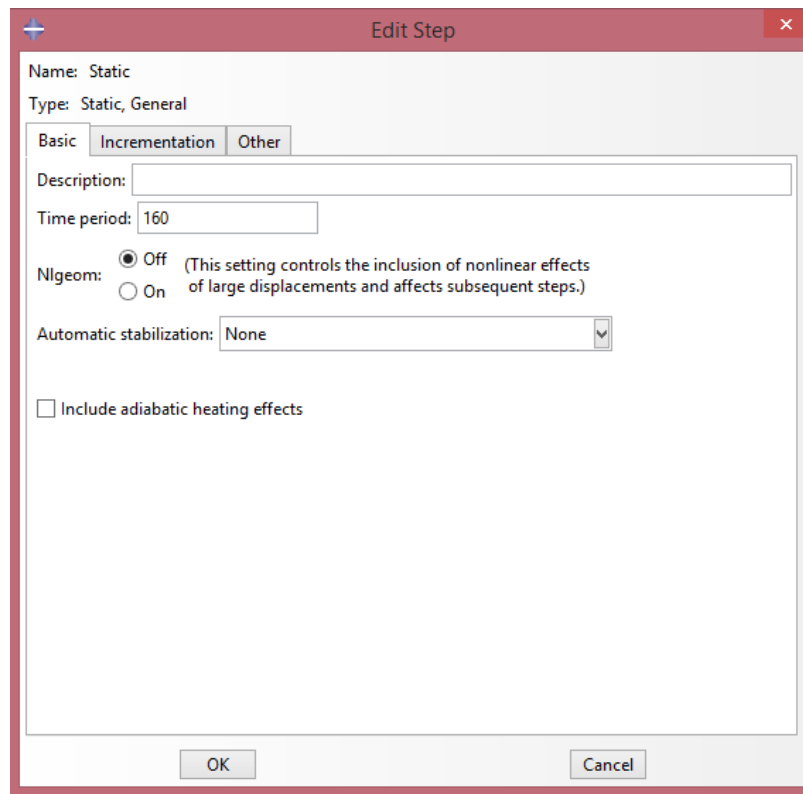 Edit Step
Name: Static
Type: Static, General
Basic Incrementation Other
Description:
Time period: 160
Nlgeom: Off (This setting controls the inclusion of nonlinear effects
On of large displacements and affects subsequent steps.)
Automatic stabilization: None
Include adiabatic heating effects
OK Cancel